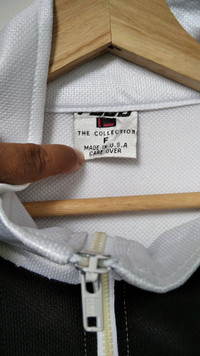 THE COLLECTION
F
MADE IN U.S.A
CARE OVER